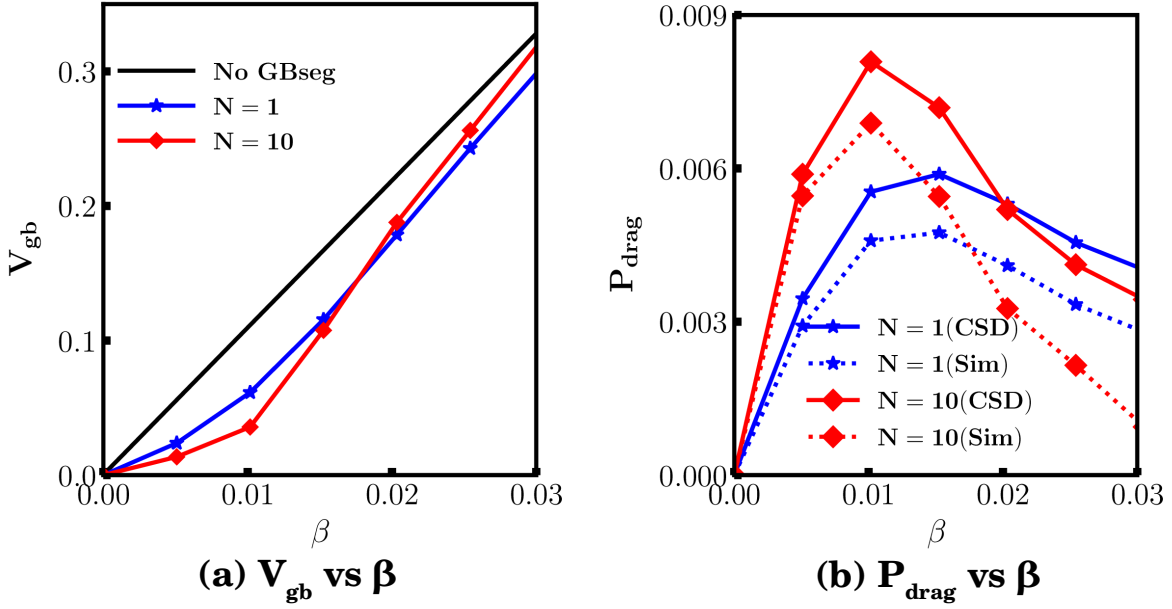 V_gb
0.3
0.2
0.1
0.0
No GBseg
N = 1
N = 10
0.00
0.01
0.02
0.03
β
(a) V_gb vs β
P_drag
0.009
0.006
0.003
0.000
N = 1(CSD)
N = 1(Sim)
N = 10(CSD)
N = 10(Sim)
0.00
0.01
0.02
0.03
β
(b) P_drag vs β